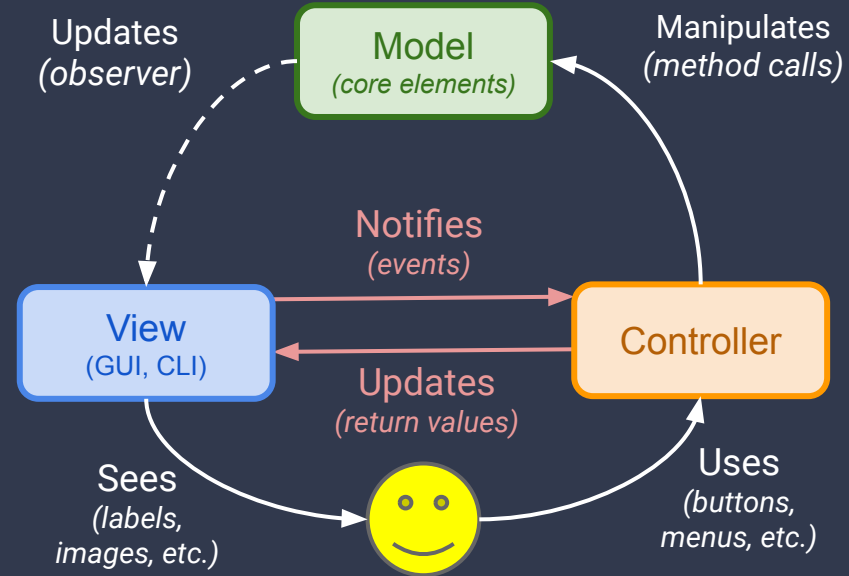 Updates
(observer)
Model
(core elements)
Manipulates
(method calls)
Notifies
(events)
View
(GUI, CLI)
Controller
Updates
(return values)
Sees
(labels,
images, etc.)
Uses
(buttons,
menus, etc.)